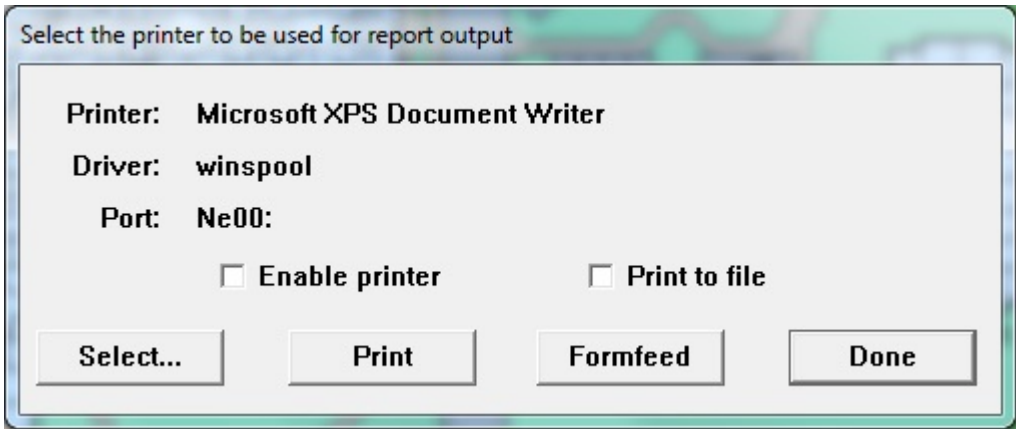 Select the printer to be used for report output
Printer: Microsoft XPS Document Writer
Driver: winspool
Port: Ne00:
Enable printer Print to file
Select... Print Formfeed Done